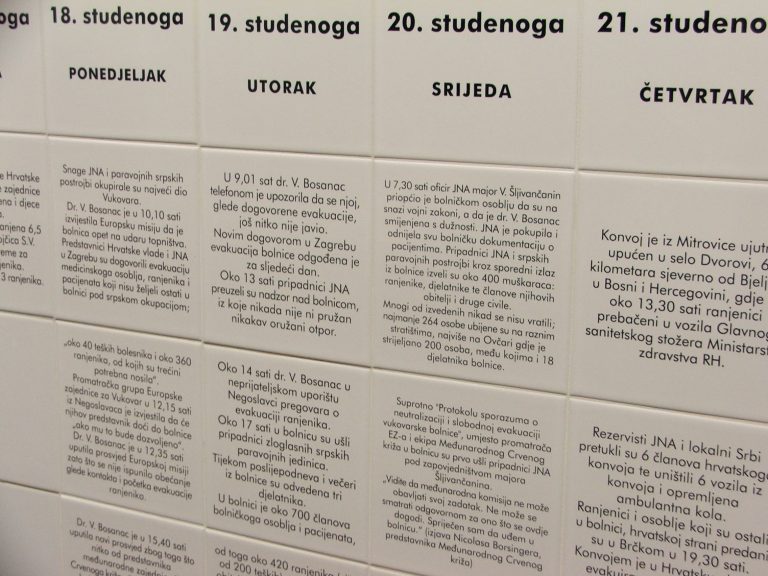 oga
18. studenoga
PONEDJELJAK
19. studenoga
UTORAK
20. studenoga
SRIJEDA
21. studeno
ČETVRTAK
e Hrvatske
zajednice
eno i djece
anjena 6,5
ojčica S.V.
eme za
jenika.
3 ranjenika.
Snage JNA i paravojnih srpskih
postrojbi okupirale su najveći dio
Vukovara.
Dr. V. Bosanac je u 10,10 sati
izvijestila Europsku misiju da je
bolnica opet na udaru topništva.
Predstavnici Hrvatske vlade i JNA
u Zagrebu su dogovorili evakuaciju
medicinskoga osoblja, ranjenika i
pacijenata koji nisu željeli ostati u
bolnici pod srpskom okupacijom;
„oko 40 teških bolesnika i oko 360
ranjenika, od kojih su trećini
potrebna nosila“.
Promatračka grupa Europske
zajednice za Vukovar u 12,15 sati
iz Negoslavaca je izvijestila da će
njihov predstavnik doći do bolnice
„ako mu to bude dozvoljeno“
Dr. V. Bosanac je u 12,35 sati
uputila prosvjed Europskoj misiji
zato što se nije ispunilo obećanje
glede kontakta i početka evakuacije
ranjenika.
Dr. V. Bosanac je u 15,40 sati
uputila novi prosvjed zbog toga što
nitko od predstavnika
međunarodne zajednice
Crvenoga križa
U 9,01 sat dr. V. Bosanac
telefonom je upozorila da se njoj,
glede dogovorene evakuacije,
još nitko nije javio.
Novim dogovorom u Zagrebu
evakuacija bolnice odgođena je
za sljedeći dan.
Oko 13 sati pripadnici JNA
preuzeli su nadzor nad bolnicom,
iz koje nikada nije ni pružan
nikakav oružani otpor.
Oko 14 sati dr. V. Bosanac u
neprijateljskom uporištu
Negoslavci pregovora o
evakuaciji ranjenika.
Oko 17 sati u bolnicu su ušli
pripadnici zloglasnih srpskih
paravojnih jedinica.
Tijekom poslijepodneva i večeri
iz bolnice su odvedena tri
djelatnika.
U bolnici je oko 700 članova
bolničkoga osoblja i pacijenata,
od toga oko 420 ranjenika
od 200 teških
U 7,30 sati oficir JNA major V. Šljivančanin
priopćio je bolničkom osoblju da su na
snazi vojni zakoni, a da je dr. V. Bosanac
smijenjena s dužnosti. JNA je pokupila i
odnijela svu bolničku dokumentaciju o
pacijentima. Pripadnici JNA i srpskih
paravojnih postrojbi kroz sporedni izlaz
iz bolnice izveli su oko 400 muškaraca:
ranjenike, djelatnike te članove njihovih
obitelji i druge civile.
Mnogi od izvedenih nikad se nisu vratili;
najmanje 264 osobe ubijene su na raznim
stratištima, najviše na Ovčari gdje je
strijeljano 200 osoba, među kojima i 18
djelatnika bolnice.
Suprotno "Protokolu sporazuma o
neutralizaciji i slobodnoj evakuaciji
vukovarske bolnice", umjesto promatrača
EZ-a i ekipa Međunarodnog Crvenog
križa u bolnicu su prvo ušli pripadnici JNA
pod zapovjedništvom majora
Šljivančanina.
„Vidite da međunarodna komisija ne može
obavljati svoj zadatak. Ne može se
smatrati odgovornom za ono što se ovdje
dogodi. Spriječen sam da uđem u
bolnicu." (izjava Nicolasa Borsingera,
predstavnika Međunarodnog Crvenog
križa)
Konvoj je iz Mitrovice ujutr
upućen u selo Dvorovi, 6
kilometara sjeverno od Bjelj
u Bosni i Hercegovini, gdje
oko 13,30 sati ranjenici
prebačeni u vozila Glavnog
sanitetskog stožera Ministars
zdravstva RH.
Rezervisti JNA i lokalni Srbi
pretukli su 6 članova hrvatskoga
konvoja te uništili 6 vozila iz
konvoja i opremljena
ambulantna kola.
Ranjenici i osoblje koji su ostali
u bolnici, hrvatskoj strani predani
su u Brčkom u 19,30 sati.
Konvojem je u Hrvatsk
evakuiran